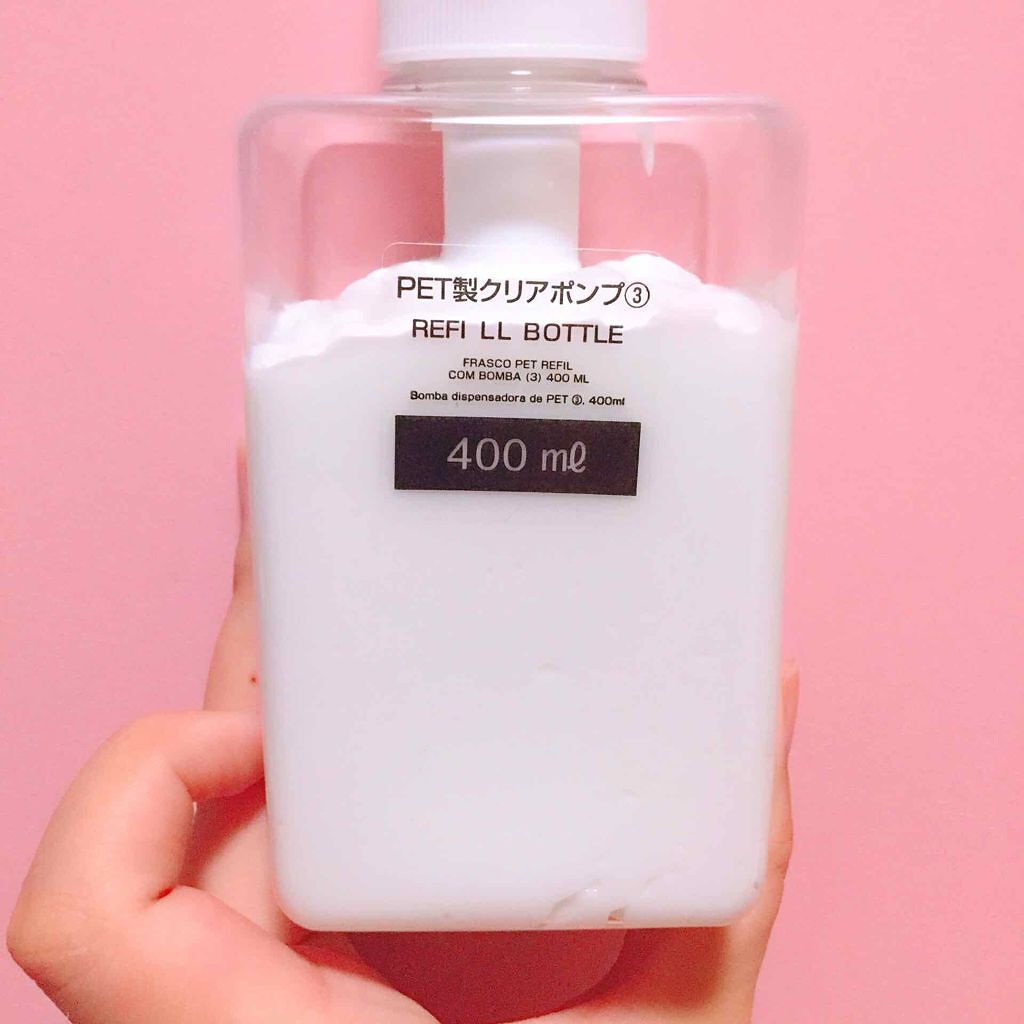 PET製クリアポンプ③
REFI LL BOTTLE
FRASCO PET REFIL
COM BOMBA (3) 400 ML
Bomba dispensadora de PET ③, 400ml
400 ㎖